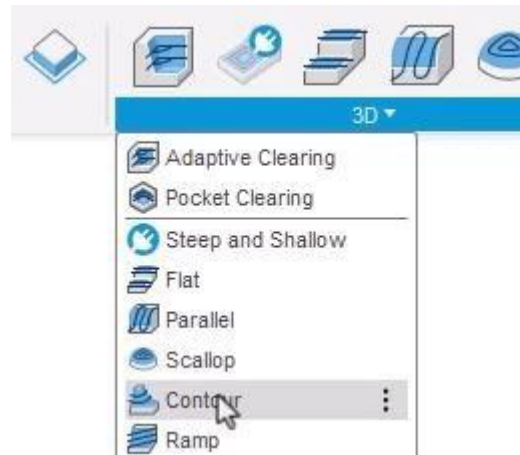 3D
Adaptive Clearing
Pocket Clearing
Steep and Shallow
Flat
Parallel
Scallop
Contour
Ramp